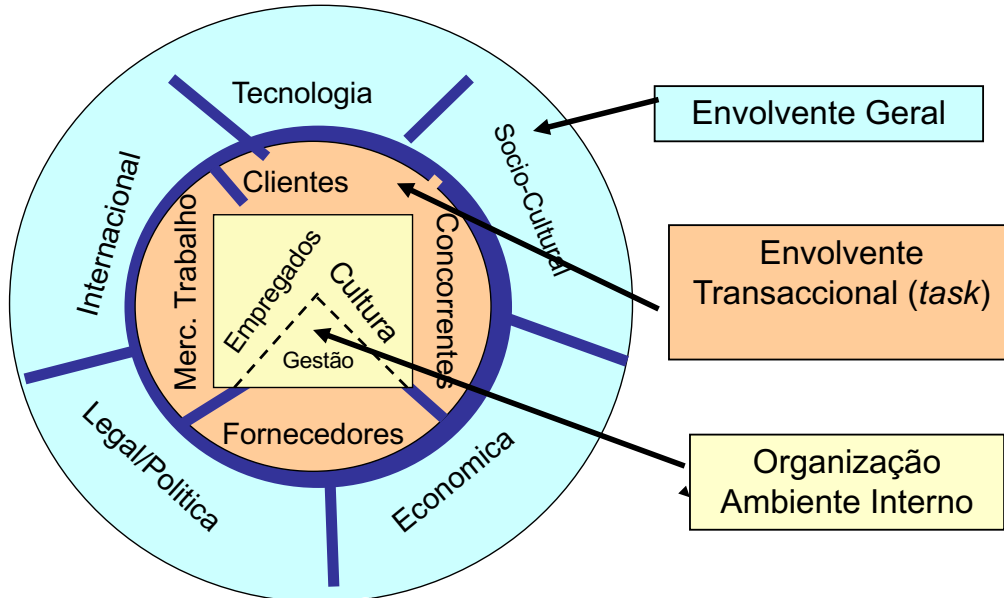 Tecnologia
Envolvente Geral
Socio-Cultural
Internacional
Clientes
Merc. Trabalho
Concorrentes
Envolvente
Transaccional (task)
Empregados
Cultura
Gestão
Fornecedores
Legal/Politica
Economica
Organização
Ambiente Interno